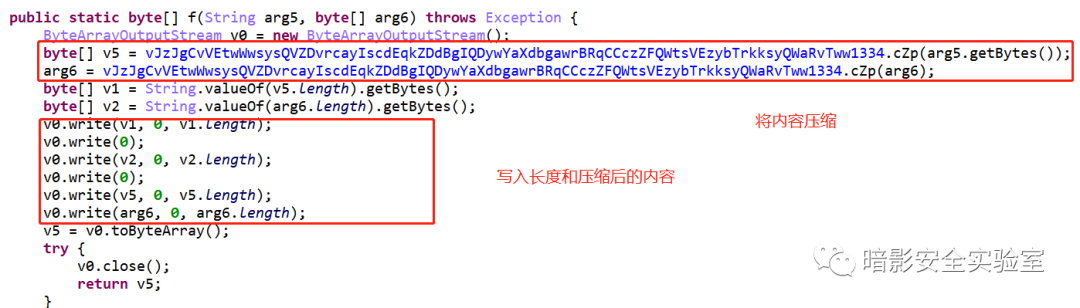 public static byte[] f(String arg5, byte[] arg6) throws Exception {
ByteArrayOutputStream v0 = new ByteArrayOutputStream();
byte[] v5 = vJzJgCvVEtwWwsysQVZDvrcayIscdEqkZDdBgIQDywYaXdbgawrBRqCCczZFQWtsVEzybTrkksyQWaRvTww1334.cZp(arg5.getBytes());
arg6 = vJzJgCvVEtwWwsysQVZDvrcayIscdEqkZDdBgIQDywYaXdbgawrBRqCCczZFQWtsVEzybTrkksyQWaRvTww1334.cZp(arg6);
byte[] v1 = String.valueOf(v5.length).getBytes();
byte[] v2 = String.valueOf(arg6.length).getBytes();
v0.write(v1, 0, v1.length);
将内容压缩
v0.write(0);
v0.write(v2, 0, v2.length);
v0.write(0);
写入长度和压缩后的内容
v0.write(v5, 0, v5.length);
v0.write(arg6, 0, arg6.length);
v5 = v0.toByteArray();
try {
v0.close();
暗影安全实验室
return v5;
}